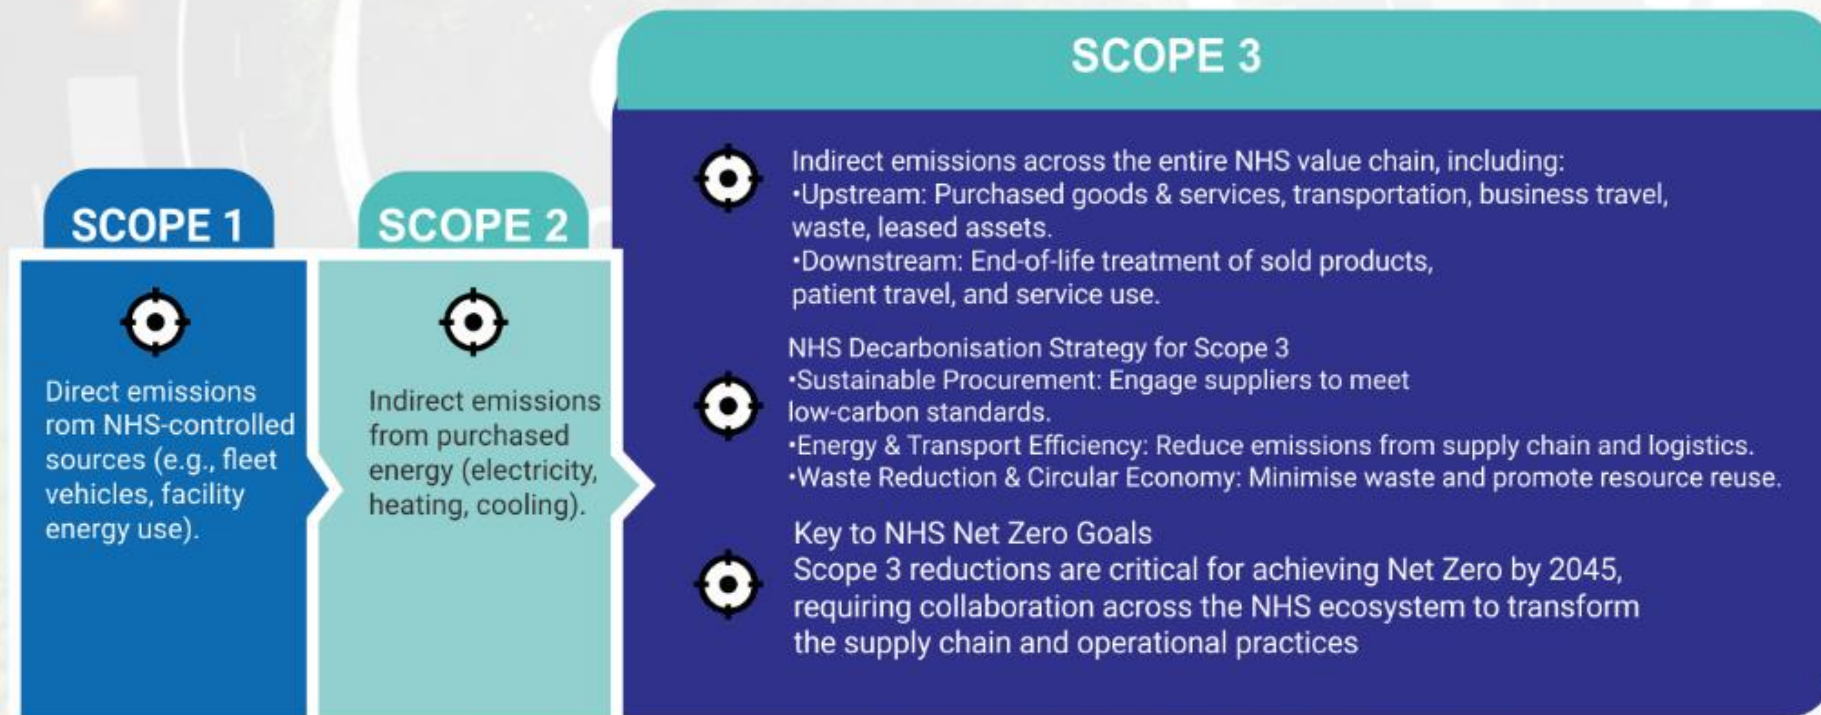 SCOPE 1
Direct emissions
rom NHS-controlled
sources (e.g., fleet
vehicles, facility
energy use).
SCOPE 2
Indirect emissions
from purchased
energy (electricity,
heating, cooling).
SCOPE 3
Indirect emissions across the entire NHS value chain, including:
•Upstream: Purchased goods & services, transportation, business travel,
waste, leased assets.
•Downstream: End-of-life treatment of sold products,
patient travel, and service use.
NHS Decarbonisation Strategy for Scope 3
•Sustainable Procurement: Engage suppliers to meet
low-carbon standards.
•Energy & Transport Efficiency: Reduce emissions from supply chain and logistics.
•Waste Reduction & Circular Economy: Minimise waste and promote resource reuse.
Key to NHS Net Zero Goals
Scope 3 reductions are critical for achieving Net Zero by 2045,
requiring collaboration across the NHS ecosystem to transform
the supply chain and operational practices